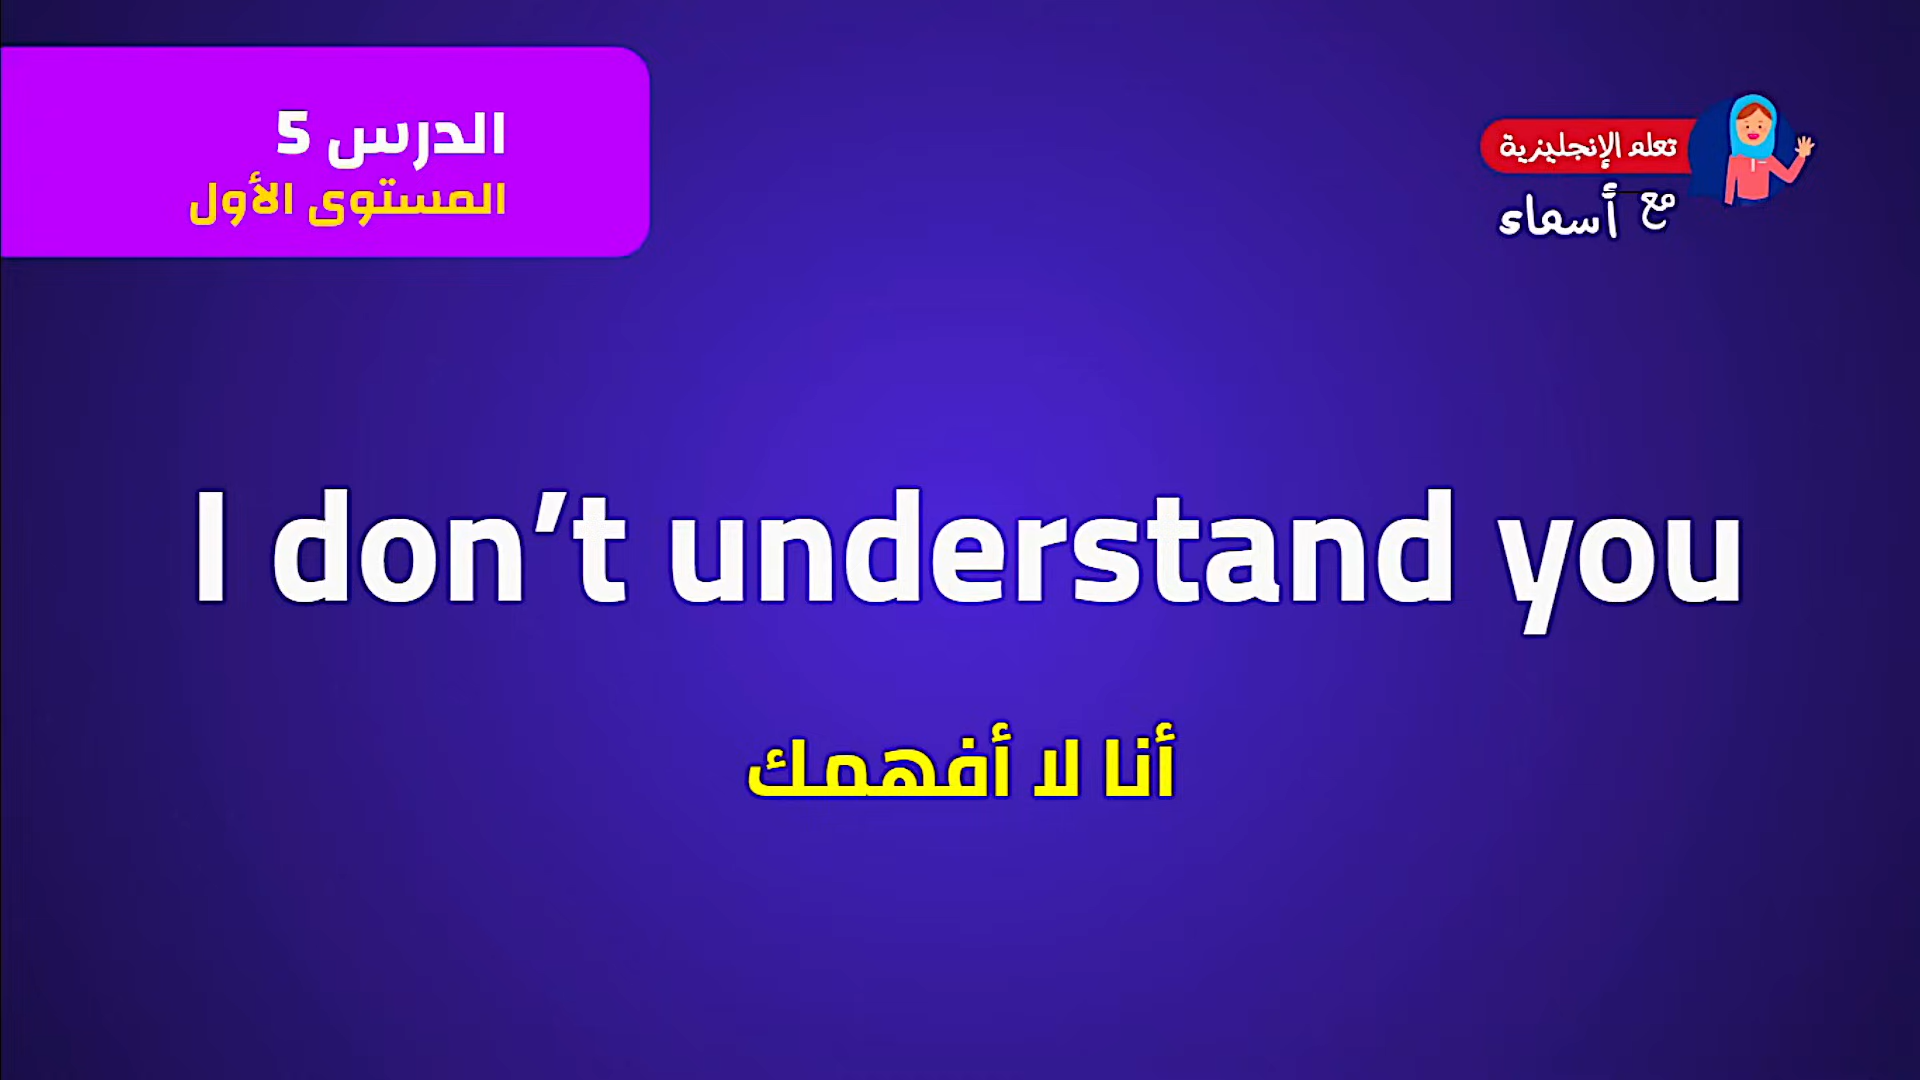 الدرس 5
المستوى الأول
تعلم الإنجليزية
مع أسماء
I don’t understand you
أنا لا أفهمك